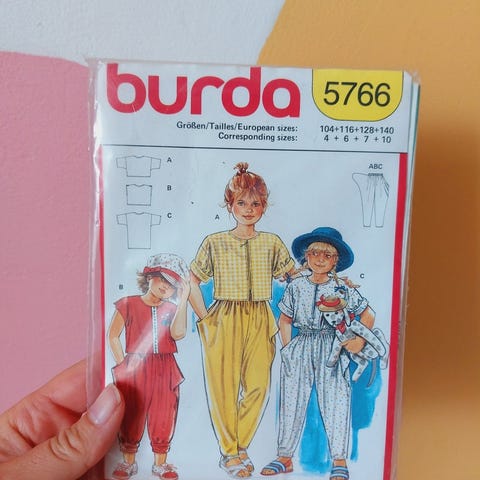 burda
5766
Größen/Tailles/European sizes: 104+116+128+140
Corresponding sizes: 4 + 6 + 7 + 10
A
B
C
ABC
A
B
C